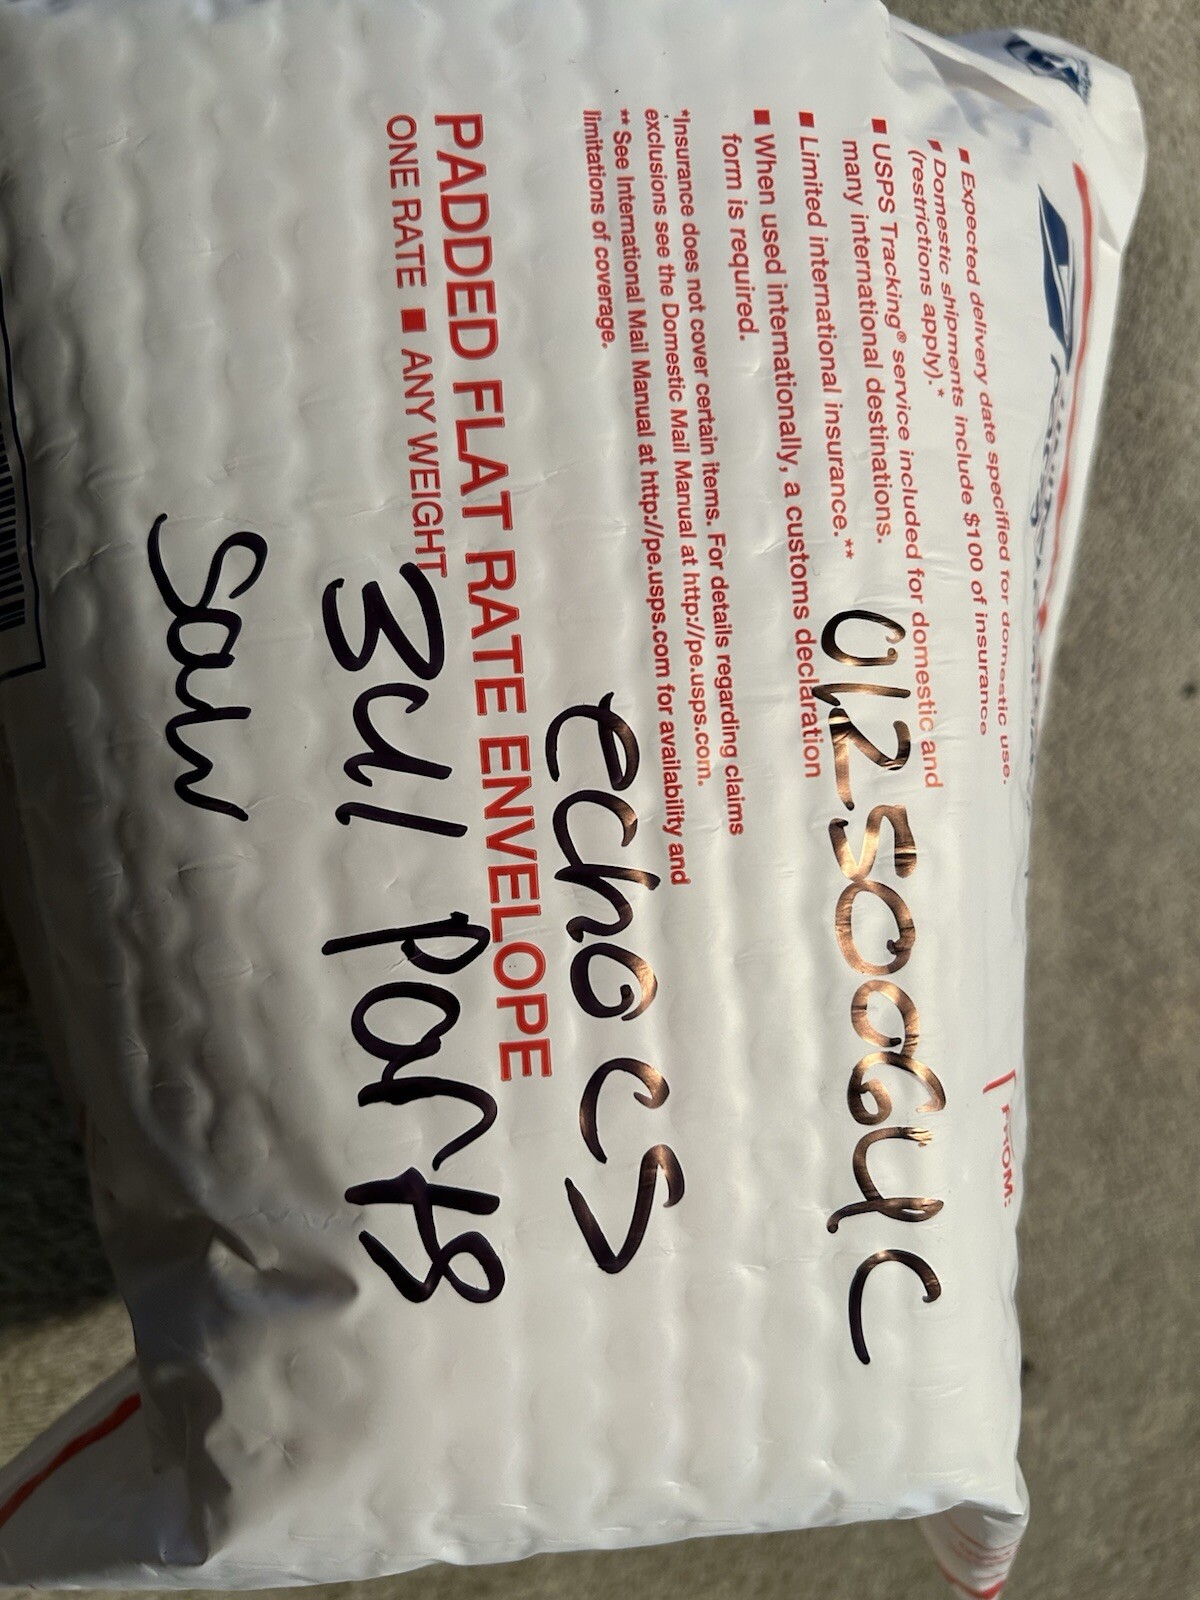 Expected delivery date specified for domestic use.
Domestic shipments include $100 of insurance
(restrictions apply).*
USPS Tracking® service included for domestic and
many international destinations.
Limited international insurance.**
When used internationally, a customs declaration
form is required.
*Insurance does not cover certain items. For details regarding claims
exclusions see the Domestic Mail Manual at http://pe.usps.com.
** See International Mail Manual at http://pe.usps.com for availability and
limitations of coverage.
PADDED FLAT RATE ENVELOPE
ONE RATE ■ ANY WEIGHT
FROM:
echo CS
341 Parts
Saw